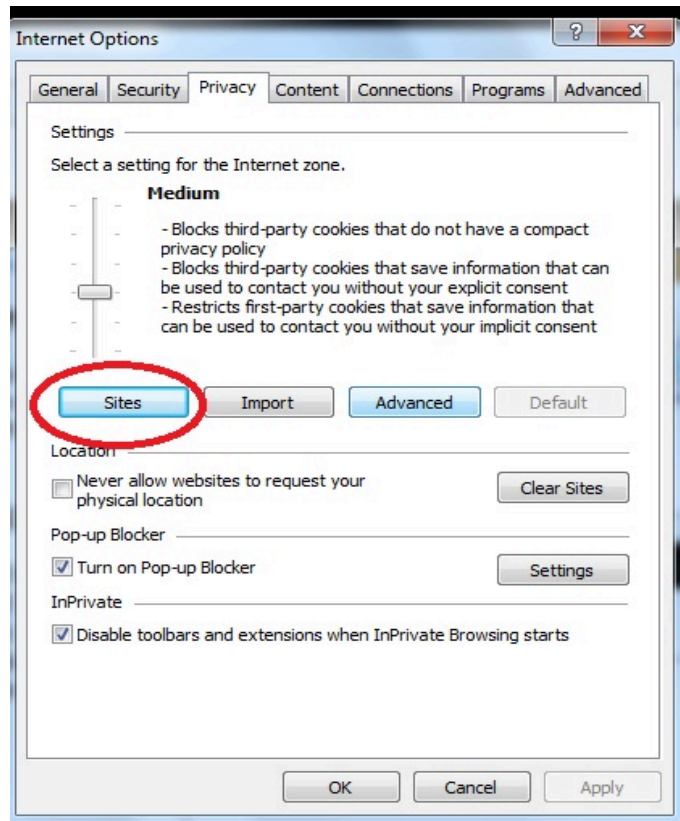 Internet Options
General Security Privacy Content Connections Programs Advanced
Settings
Select a setting for the Internet zone.
Medium
- Blocks third-party cookies that do not have a compact
privacy policy
- Blocks third-party cookies that save information that can
be used to contact you without your explicit consent
- Restricts first-party cookies that save information that
can be used to contact you without your implicit consent
Sites Import Advanced Default
Location
Never allow websites to request your
physical location
Clear Sites
Pop-up Blocker
Turn on Pop-up Blocker
Settings
InPrivate
Disable toolbars and extensions when InPrivate Browsing starts
OK Cancel Apply